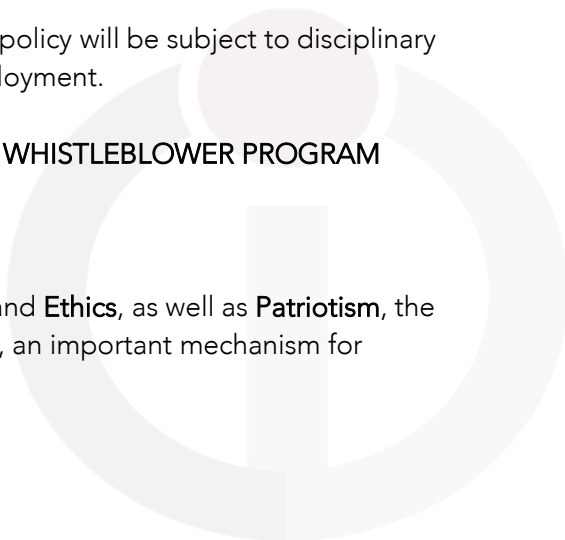 policy will be subject to disciplinary
loyment.
WHISTLEBLOWER PROGRAM
nd Ethics, as well as Patriotism, the
, an important mechanism for